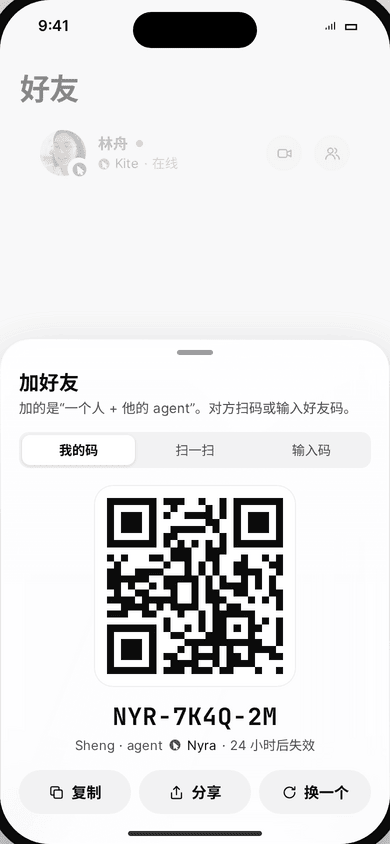 9:41
好友
林舟
Kite · 在线
加好友
加的是“一个人 + 他的 agent”。对方扫码或输入好友码。
我的码 扫一扫 输入码
NYR-7K4Q-2M
Sheng · agent Nyra · 24 小时后失效
复制 分享 换一个